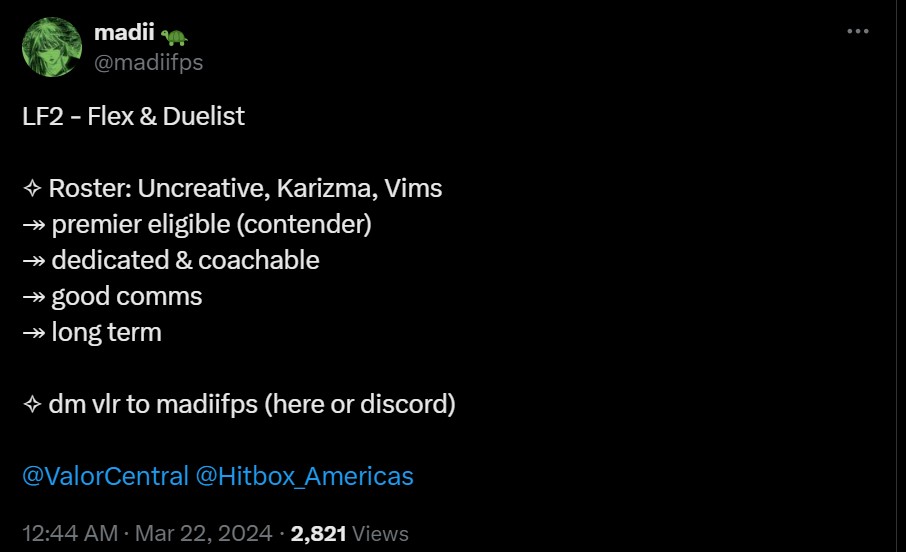 madii 🐢
@madiifps
LF2 - Flex & Duelist
✧ Roster: Uncreative, Karizma, Vims
↠ premier eligible (contender)
↠ dedicated & coachable
↠ good comms
↠ long term
✧ dm vlr to madiifps (here or discord)
@ValorCentral @Hitbox_Americas
12:44 AM · Mar 22, 2024 · 2,821 Views